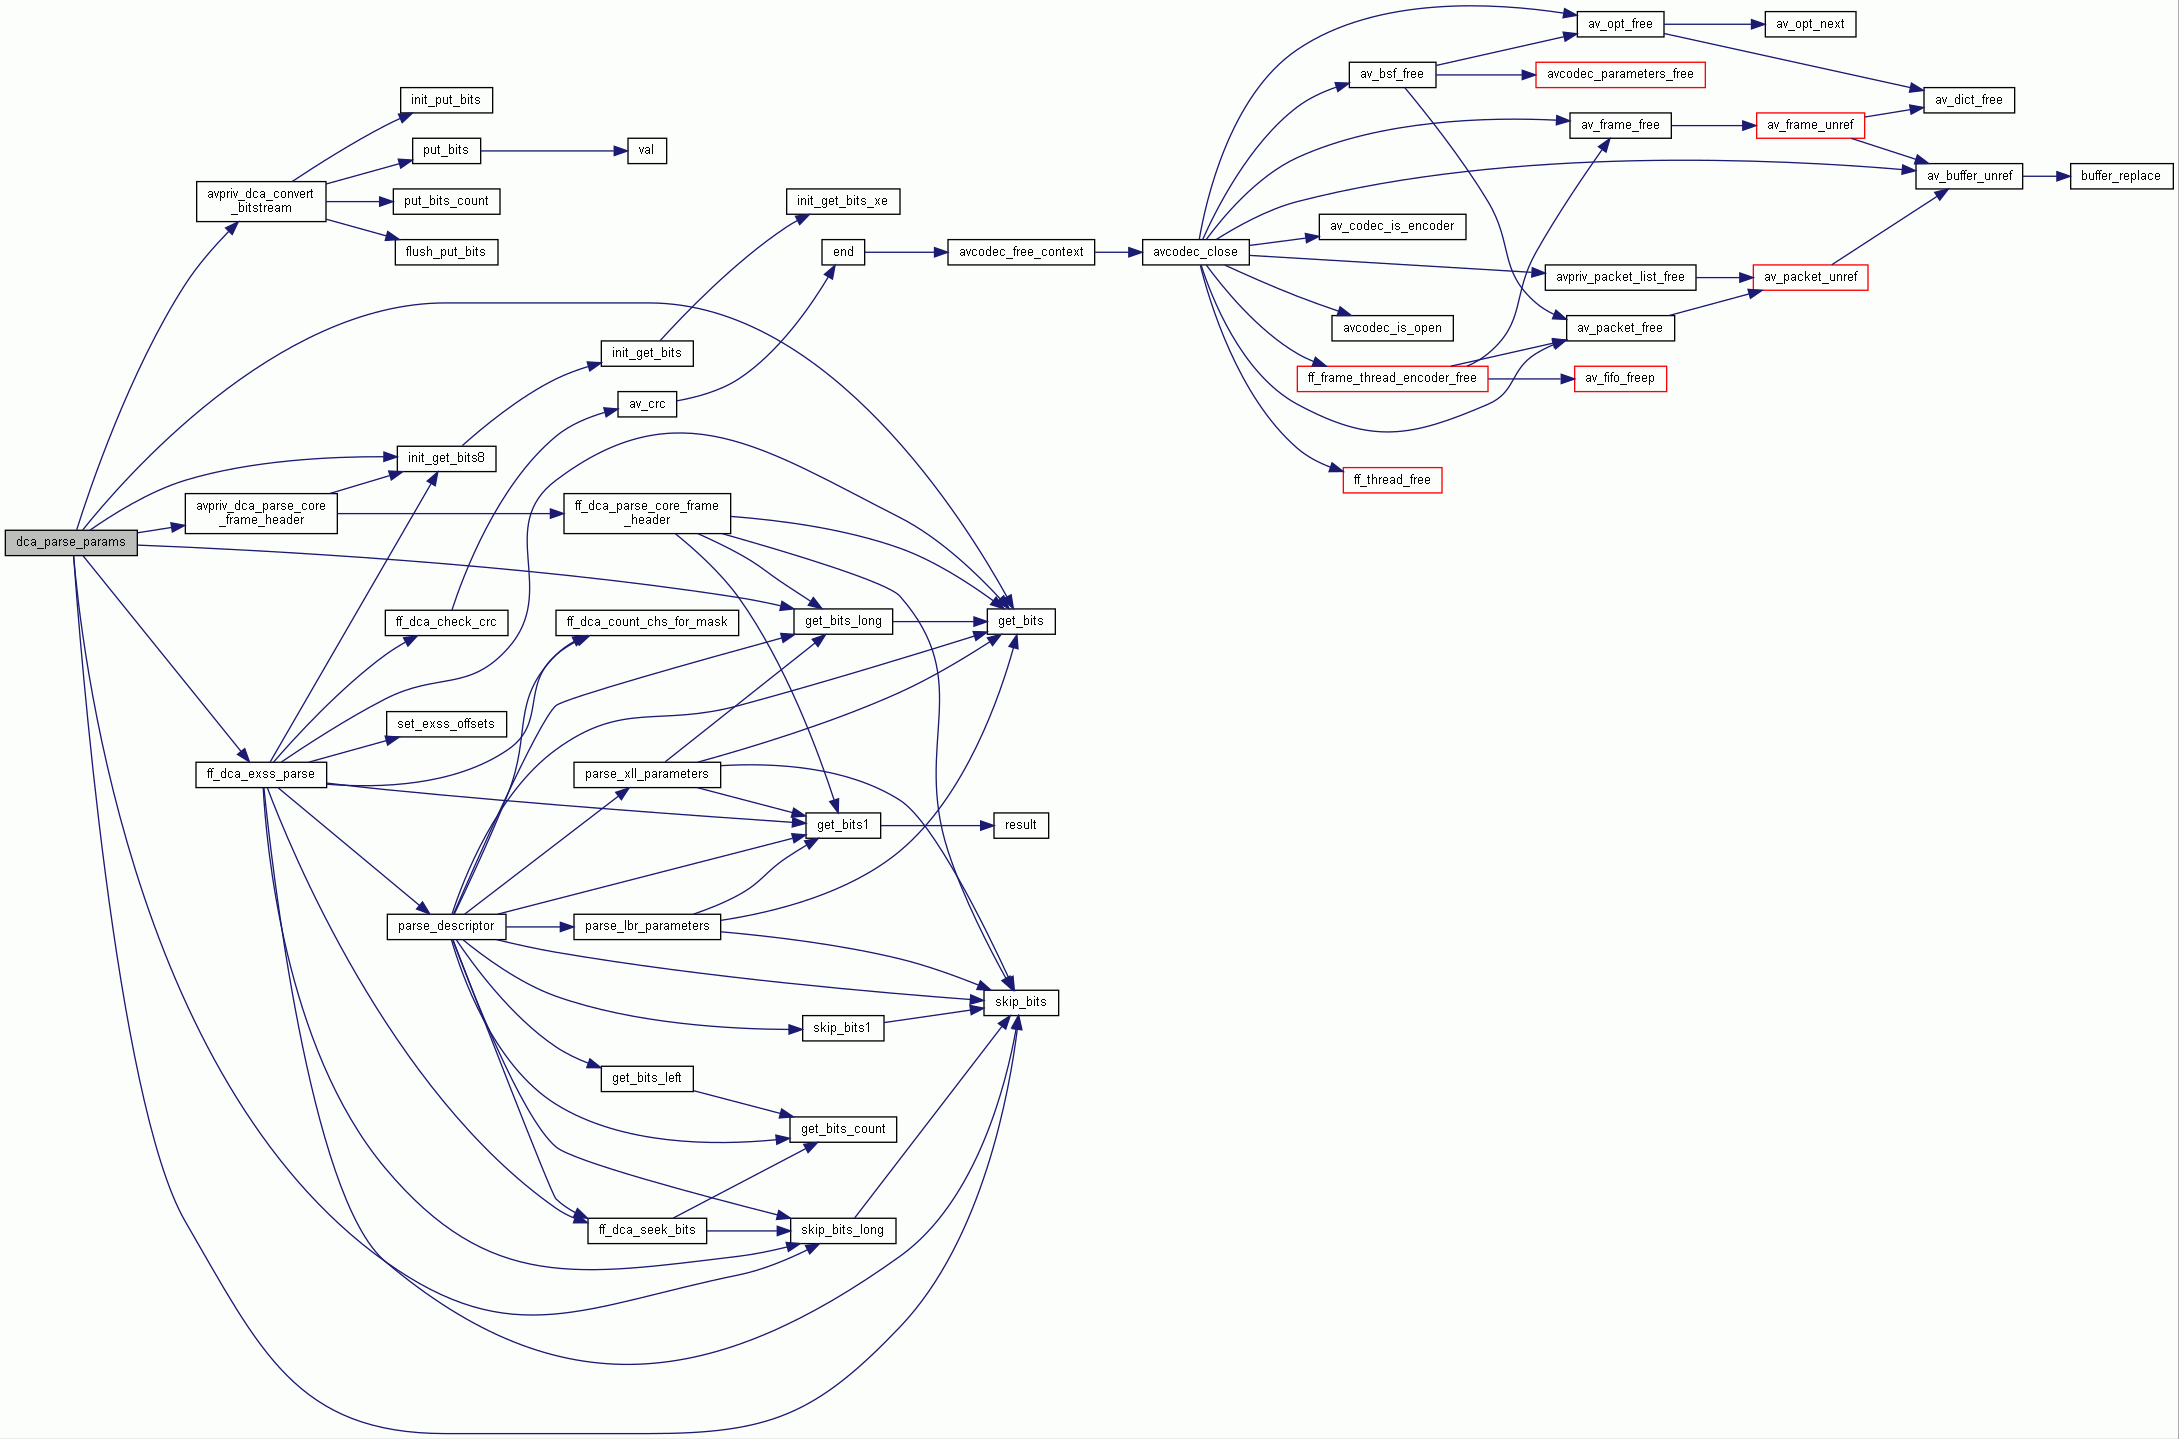 av_opt_free
av_opt_next
av_bsf_free
avcodec_parameters_free
init_put_bits
av_dict_free
av_frame_free
av_frame_unref
put_bits
val
avpriv_dca_convert
_bitstream
av_buffer_unref
buffer_replace
put_bits_count
init_get_bits_xe
av_codec_is_encoder
flush_put_bits
end
avcodec_free_context
avcodec_close
avpriv_packet_list_free
av_packet_unref
avcodec_is_open
av_packet_free
init_get_bits
ff_frame_thread_encoder_free
av_fifo_freep
av_crc
init_get_bits8
ff_thread_free
avpriv_dca_parse_core
_frame_header
ff_dca_parse_core_frame
_header
dca_parse_params
ff_dca_check_crc
ff_dca_count_chs_for_mask
get_bits_long
get_bits
set_exss_offsets
ff_dca_exss_parse
parse_xll_parameters
get_bits1
result
parse_descriptor
parse_lbr_parameters
skip_bits
skip_bits1
get_bits_left
get_bits_count
ff_dca_seek_bits
skip_bits_long